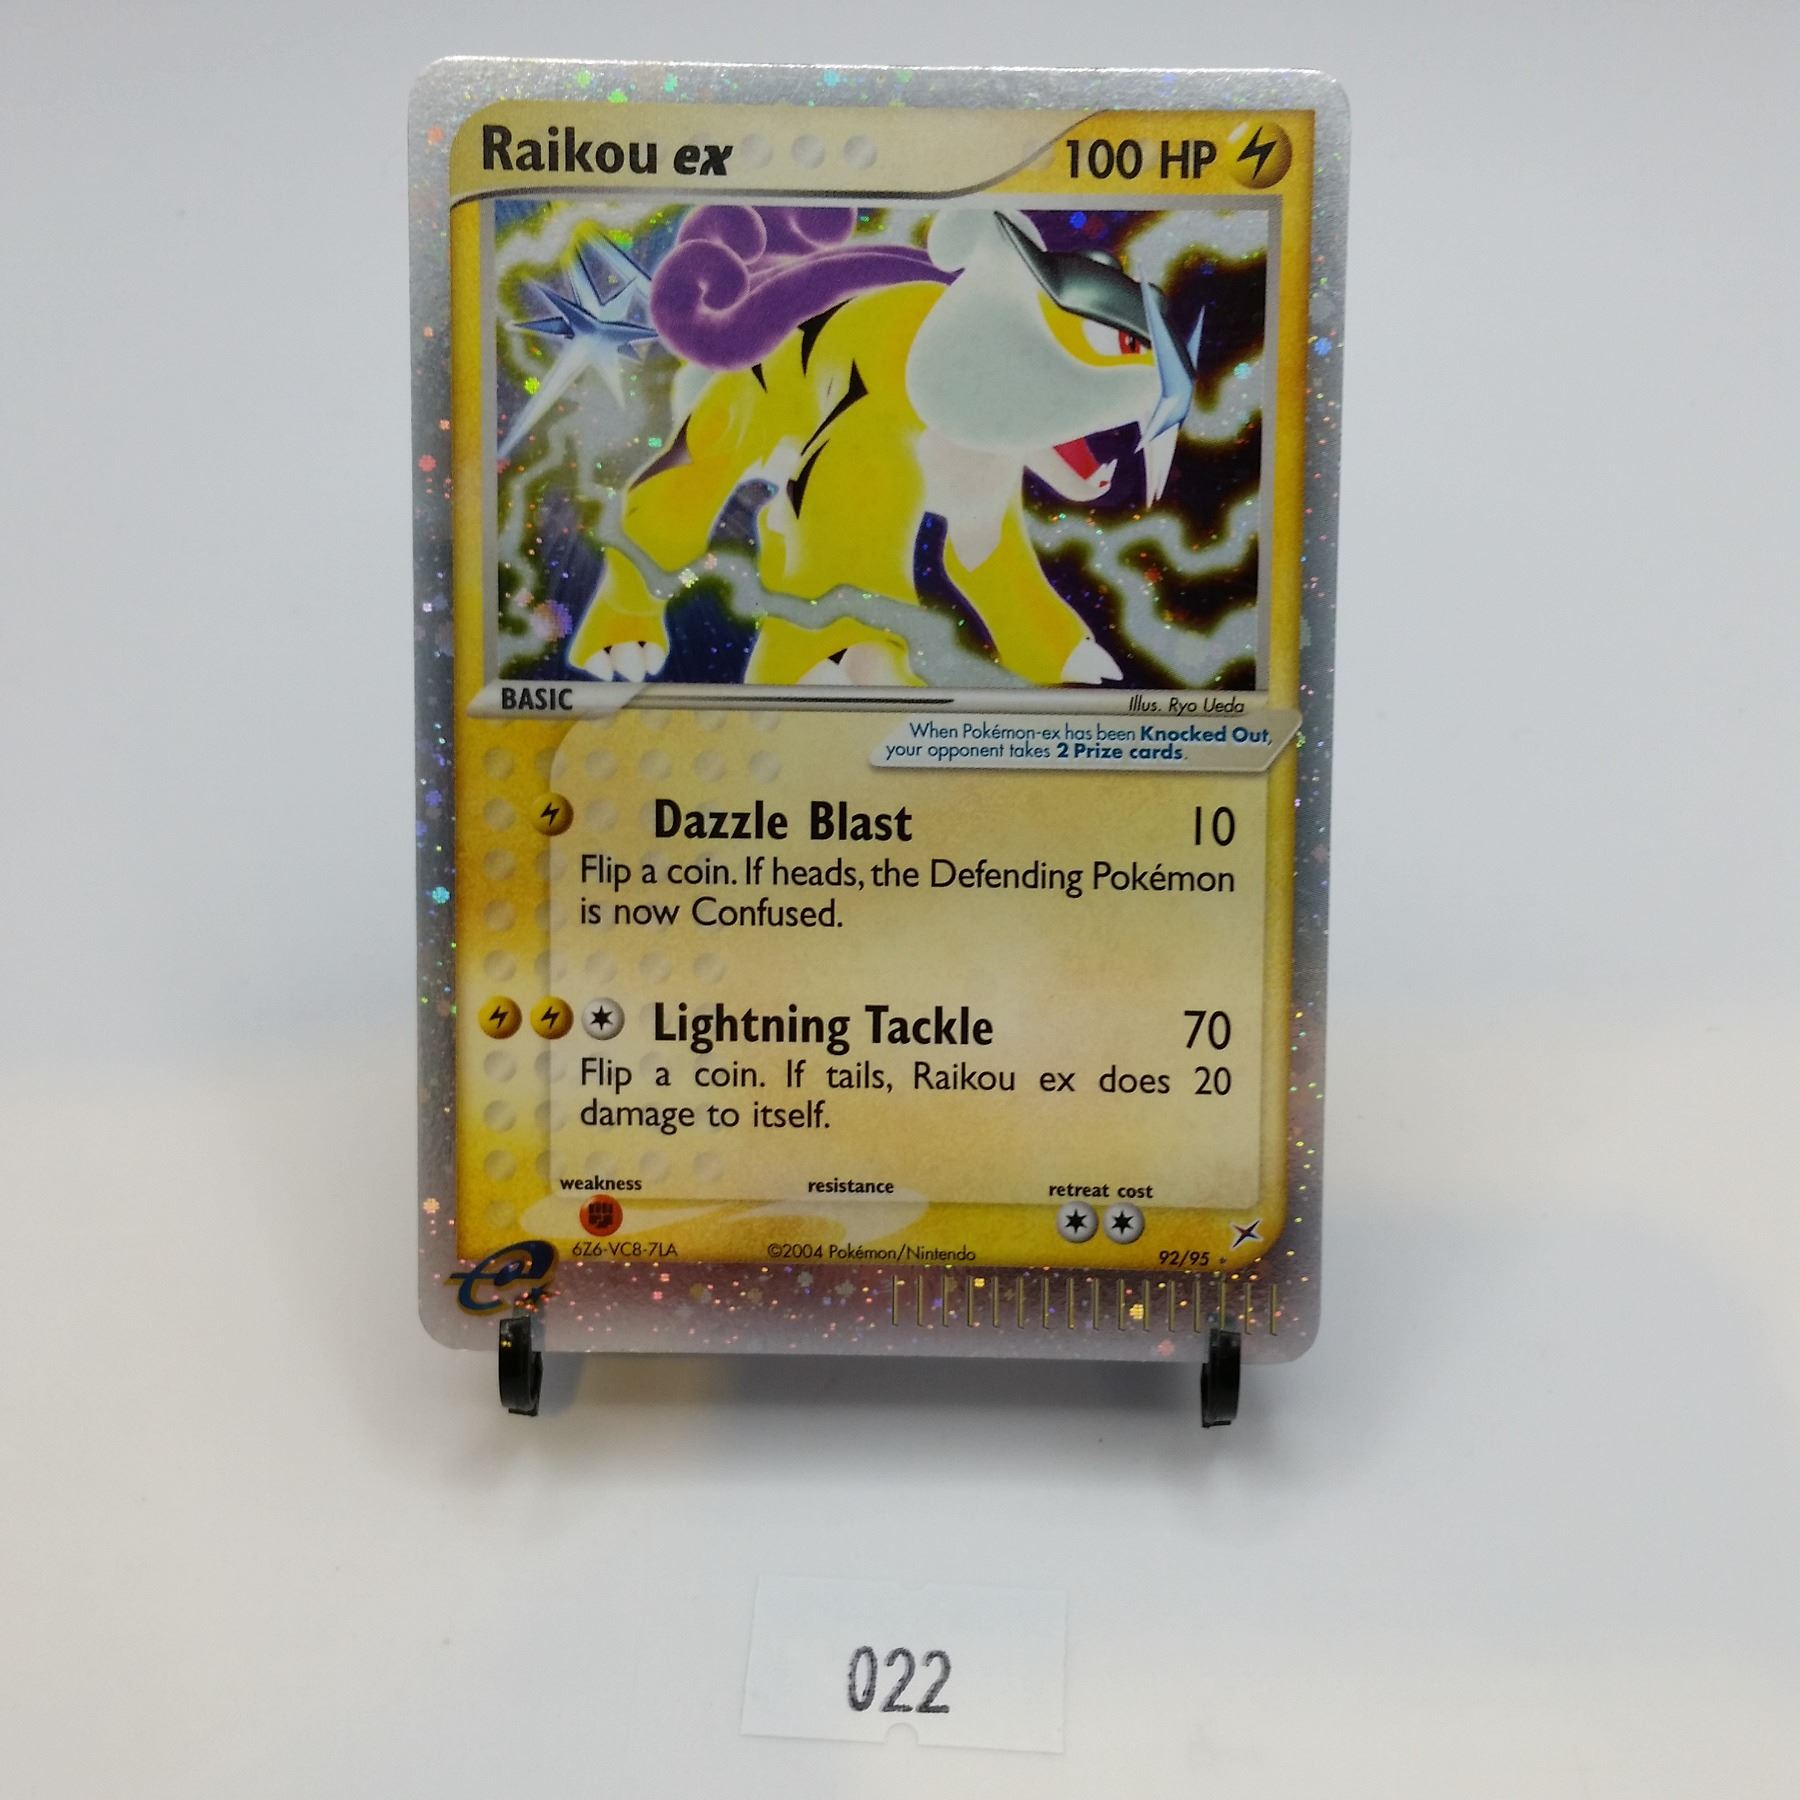 Raikou ex 100 HP
BASIC
Illus. Ryo Ueda
When Pokémon-ex has been Knocked Out,
your opponent takes 2 Prize cards.
Dazzle Blast 10
Flip a coin. If heads, the Defending Pokémon
is now Confused.
Lightning Tackle 70
Flip a coin. If tails, Raikou ex does 20
damage to itself.
weakness resistance retreat cost
6Z6-VC8-7LA ©2004 Pokémon/Nintendo 92/95
e
022